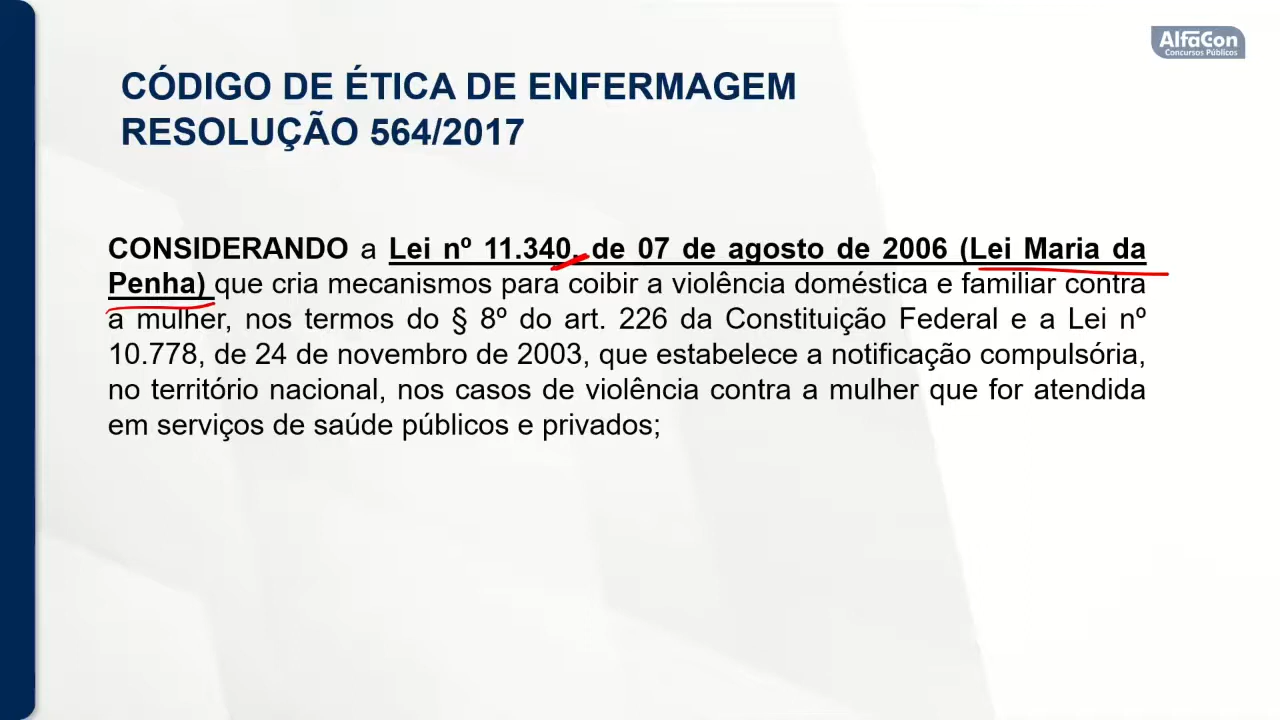 AlfaCon
Concursos Públicos
CÓDIGO DE ÉTICA DE ENFERMAGEM
RESOLUÇÃO 564/2017
CONSIDERANDO a Lei nº 11.340, de 07 de agosto de 2006 (Lei Maria da
Penha) que cria mecanismos para coibir a violência doméstica e familiar contra
a mulher, nos termos do § 8º do art. 226 da Constituição Federal e a Lei nº
10.778, de 24 de novembro de 2003, que estabelece a notificação compulsória,
no território nacional, nos casos de violência contra a mulher que for atendida
em serviços de saúde públicos e privados;